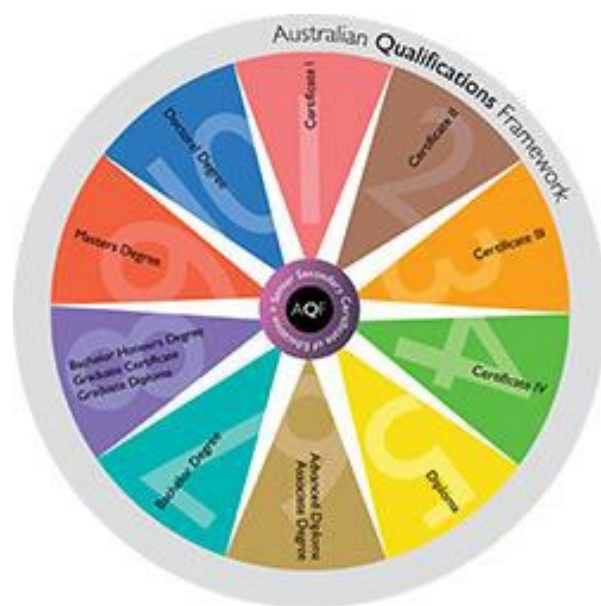 Australian Qualifications Framework
1
Certificate I
2
Certificate II
3
Certificate III
4
Certificate IV
5
Diploma
6
Advanced Diploma
Associate Degree
7
Bachelor Degree
8
Bachelor Honours Degree
Graduate Certificate
Graduate Diploma
9
Masters Degree
10
Doctoral Degree
Senior Secondary Certificate of Education
AQF